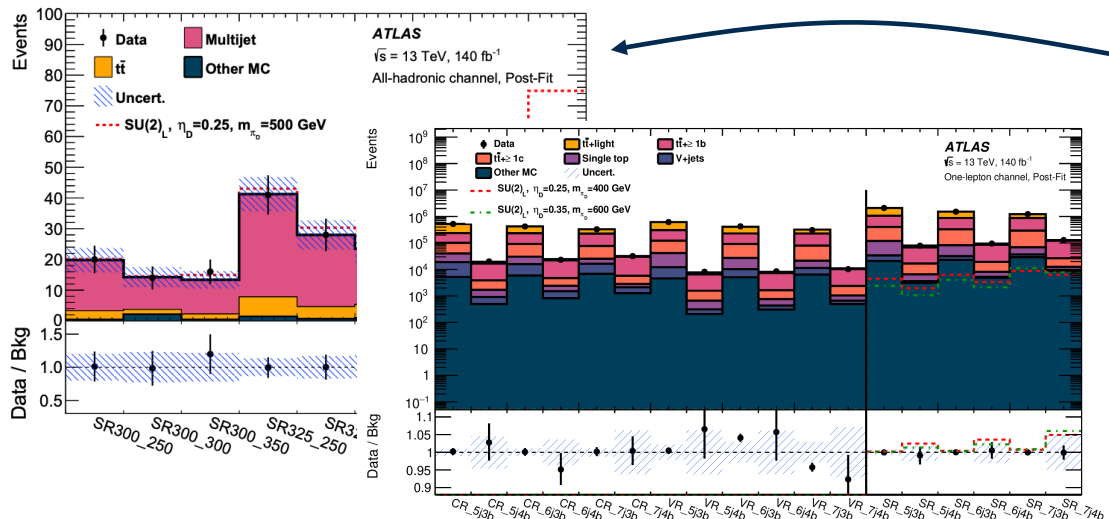 Events
100
90
80
70
60
50
40
30
20
10
0
Data
Multijet
tt̄
Other MC
Uncert.
SU(2)L, ηD=0.25, mπD=500 GeV
ATLAS
√s = 13 TeV, 140 fb-1
All-hadronic channel, Post-Fit
Data / Bkg
1.5
1.0
0.5
SR300_250
SR300_300
SR300_350
SR325_250
Events
10⁹
10⁸
10⁷
10⁶
10⁵
10⁴
10³
10²
10
1
10⁻¹
Data
tt̄+light
tt̄+≥ 1b
tt̄+≥ 1c
Single top
V+jets
Other MC
Uncert.
SU(2)L, ηD=0.25, mπD=400 GeV
SU(2)L, ηD=0.35, mπD=600 GeV
ATLAS
√s = 13 TeV, 140 fb-1
One-lepton channel, Post-Fit
Data / Bkg
1.1
1.05
1
0.95
0.9
CR_5j3b
CR_5j4b
CR_6j3b
CR_6j4b
CR_7j3b
CR_7j4b
VR_5j3b
VR_5j4b
VR_6j3b
VR_6j4b
VR_7j3b
VR_7j4b
SR_5j3b
SR_5j4b
SR_6j3b
SR_6j4b
SR_7j3b
SR_7j4b